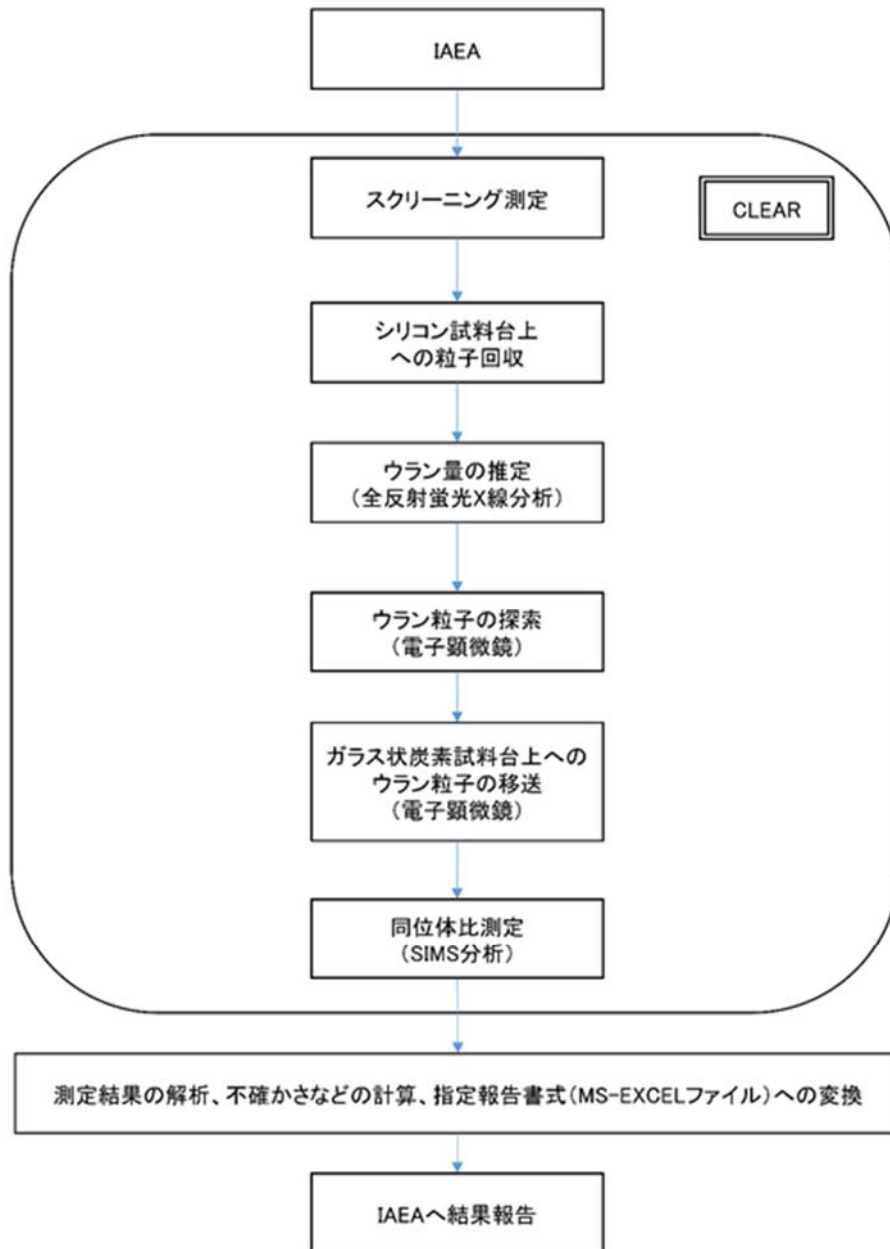 IAEA
スクリーニング測定
CLEAR
シリコン試料台上
への粒子回収
ウラン量の推定
(全反射蛍光X線分析)
ウラン粒子の探索
(電子顕微鏡)
ガラス状炭素試料台上への
ウラン粒子の移送
(電子顕微鏡)
同位体比測定
(SIMS分析)
測定結果の解析、不確かさなどの計算、指定報告書式(MS-EXCELファイル)への変換
IAEAへ結果報告